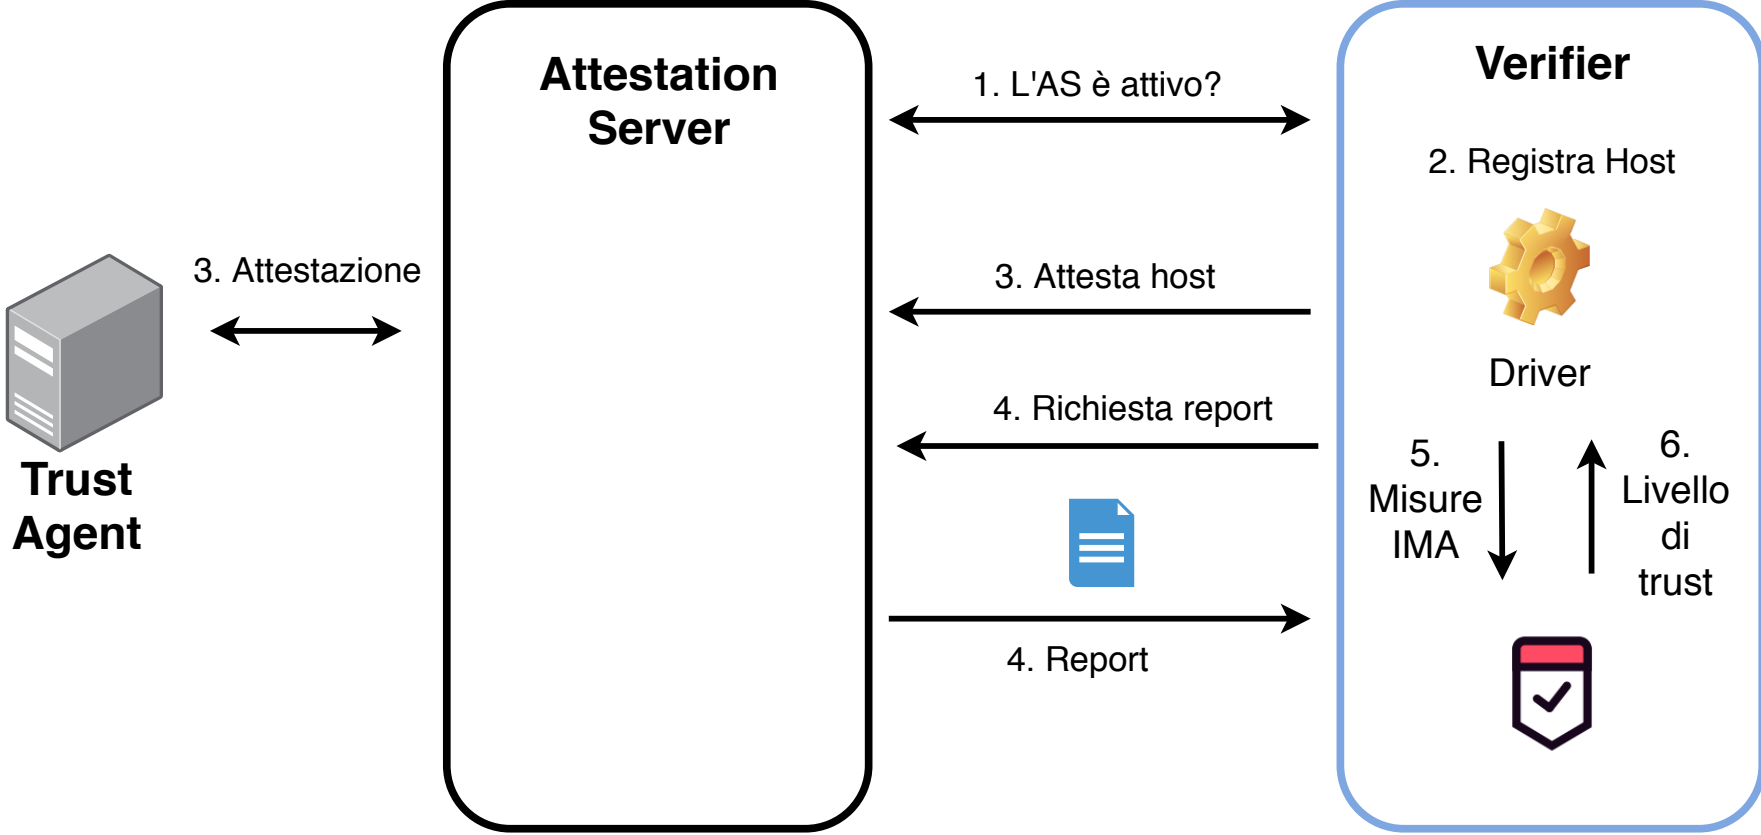 Attestation
Server
Verifier
1. L'AS è attivo?
2. Registra Host
3. Attestazione
3. Attesta host
Driver
4. Richiesta report
5.
Misure
IMA
6.
Livello
di
trust
Trust
Agent
4. Report